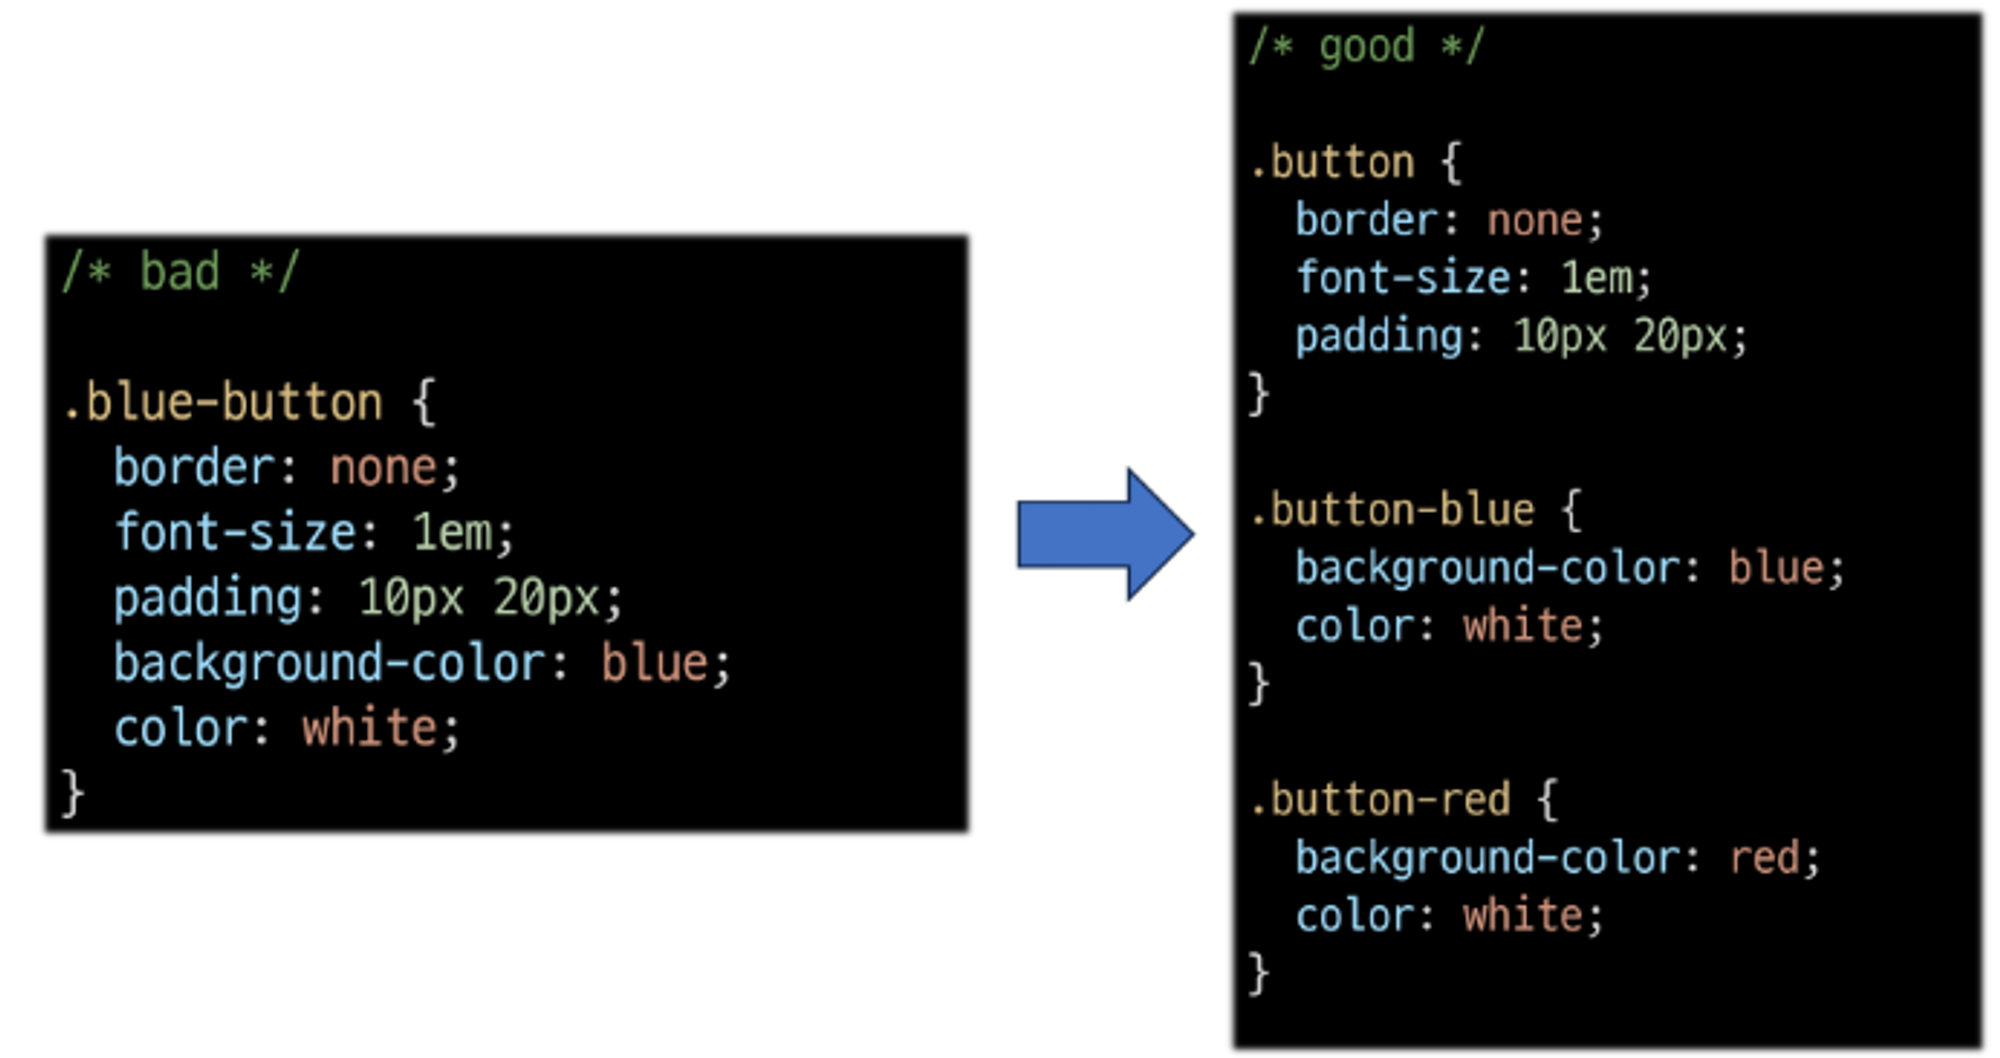 /* bad */
.blue-button {
  border: none;
  font-size: 1em;
  padding: 10px 20px;
  background-color: blue;
  color: white;
}
/* good */
.button {
  border: none;
  font-size: 1em;
  padding: 10px 20px;
}
.button-blue {
  background-color: blue;
  color: white;
}
.button-red {
  background-color: red;
  color: white;
}